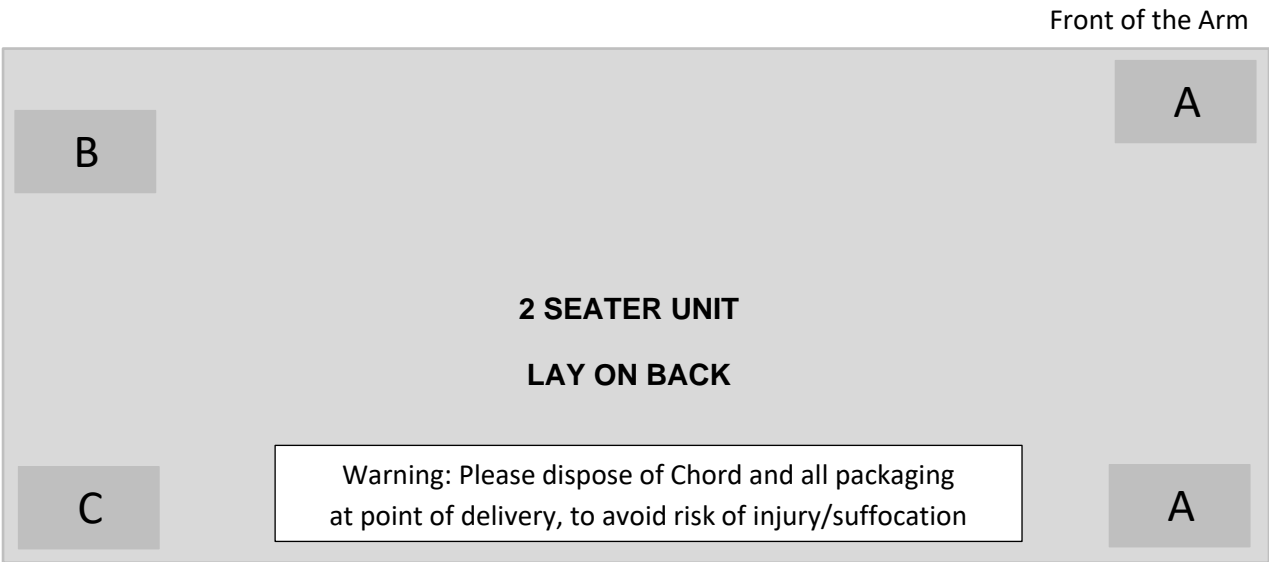 Front of the Arm
A
B
2 SEATER UNIT
LAY ON BACK
Warning: Please dispose of Chord and all packaging
at point of delivery, to avoid risk of injury/suffocation
C
A